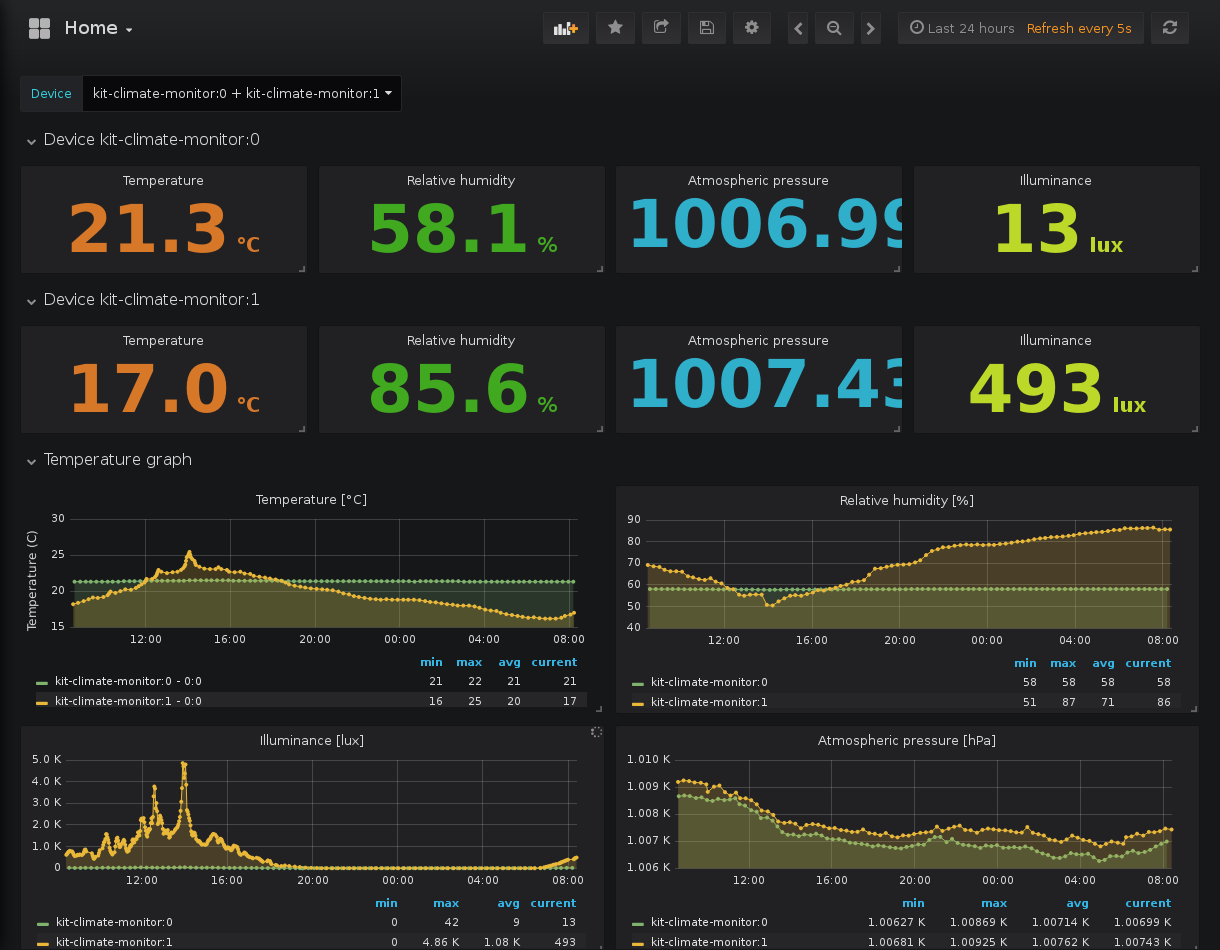 Home
Last 24 hours Refresh every 5s
Device kit-climate-monitor:0 + kit-climate-monitor:1
Device kit-climate-monitor:0
Temperature Relative humidity Atmospheric pressure Illuminance
21.3 °C 58.1 % 1006.99 13 lux
Device kit-climate-monitor:1
Temperature Relative humidity Atmospheric pressure Illuminance
17.0 °C 85.6 % 1007.43 493 lux
Temperature graph
Temperature [°C]
Temperature (C)
30
25
20
15
12:00 16:00 20:00 00:00 04:00 08:00
min max avg current
kit-climate-monitor:0 - 0:0 21 22 21 21
kit-climate-monitor:1 - 0:0 16 25 20 17
Relative humidity [%]
90
80
70
60
50
40
12:00 16:00 20:00 00:00 04:00 08:00
min max avg current
kit-climate-monitor:0 58 58 58 58
kit-climate-monitor:1 51 87 71 86
Illuminance [lux]
5.0 K
4.0 K
3.0 K
2.0 K
1.0 K
0
12:00 16:00 20:00 00:00 04:00 08:00
min max avg current
kit-climate-monitor:0 0 42 9 13
kit-climate-monitor:1 0 4.86 K 1.08 K 493
Atmospheric pressure [hPa]
1.010 K
1.009 K
1.008 K
1.007 K
1.006 K
12:00 16:00 20:00 00:00 04:00 08:00
min max avg current
kit-climate-monitor:0 1.00627 K 1.00869 K 1.00714 K 1.00699 K
kit-climate-monitor:1 1.00681 K 1.00925 K 1.00762 K 1.00743 K